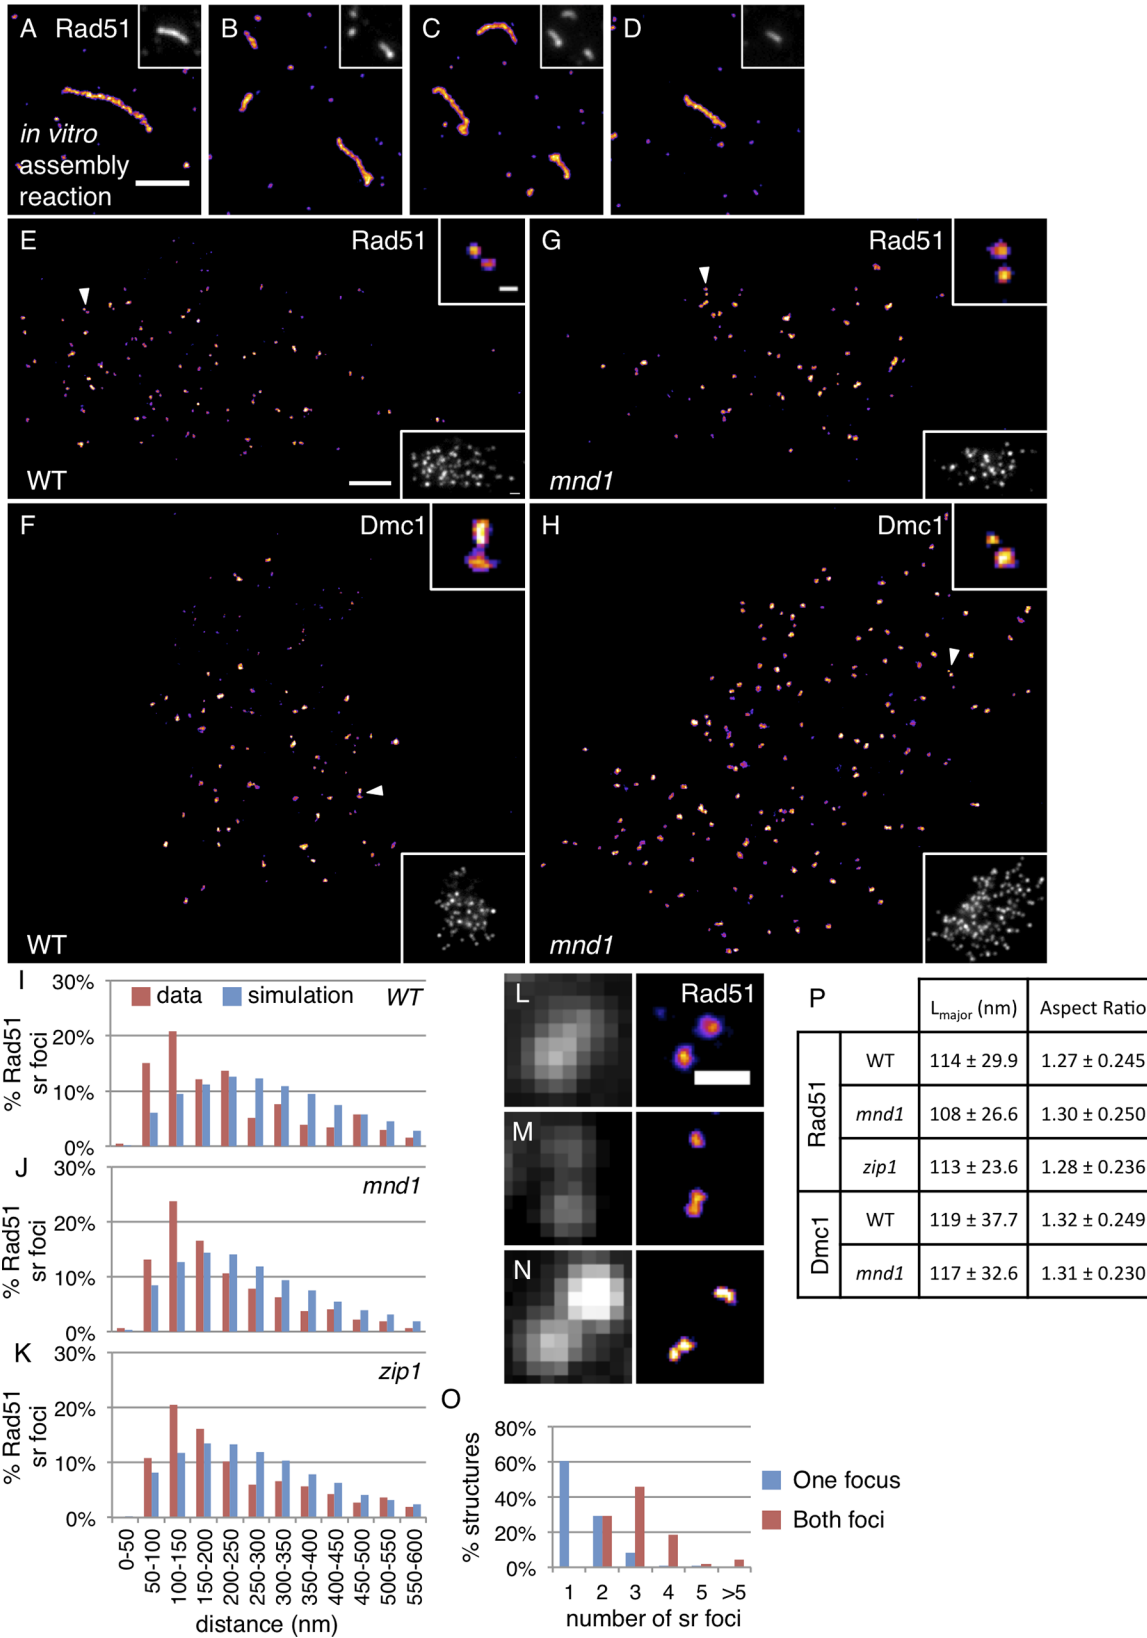 A Rad51
B
C
D
in vitro
assembly
reaction
E Rad51
WT
G Rad51
mnd1
F Dmc1
WT
H Dmc1
mnd1
I
30%
20%
10%
0%
% Rad51
sr foci
data simulation WT
J
30%
20%
10%
0%
% Rad51
sr foci
mnd1
K
30%
20%
10%
0%
% Rad51
sr foci
zip1
0-50
50-100
100-150
150-200
200-250
250-300
300-350
350-400
400-450
450-500
500-550
550-600
distance (nm)
L Rad51
M
N
O
80%
60%
40%
20%
0%
% structures
1 2 3 4 5 >5
number of sr foci
One focus
Both foci
P
Lmajor (nm) Aspect Ratio
Rad51
WT 114 ± 29.9 1.27 ± 0.245
mnd1 108 ± 26.6 1.30 ± 0.250
zip1 113 ± 23.6 1.28 ± 0.236
Dmc1
WT 119 ± 37.7 1.32 ± 0.249
mnd1 117 ± 32.6 1.31 ± 0.230